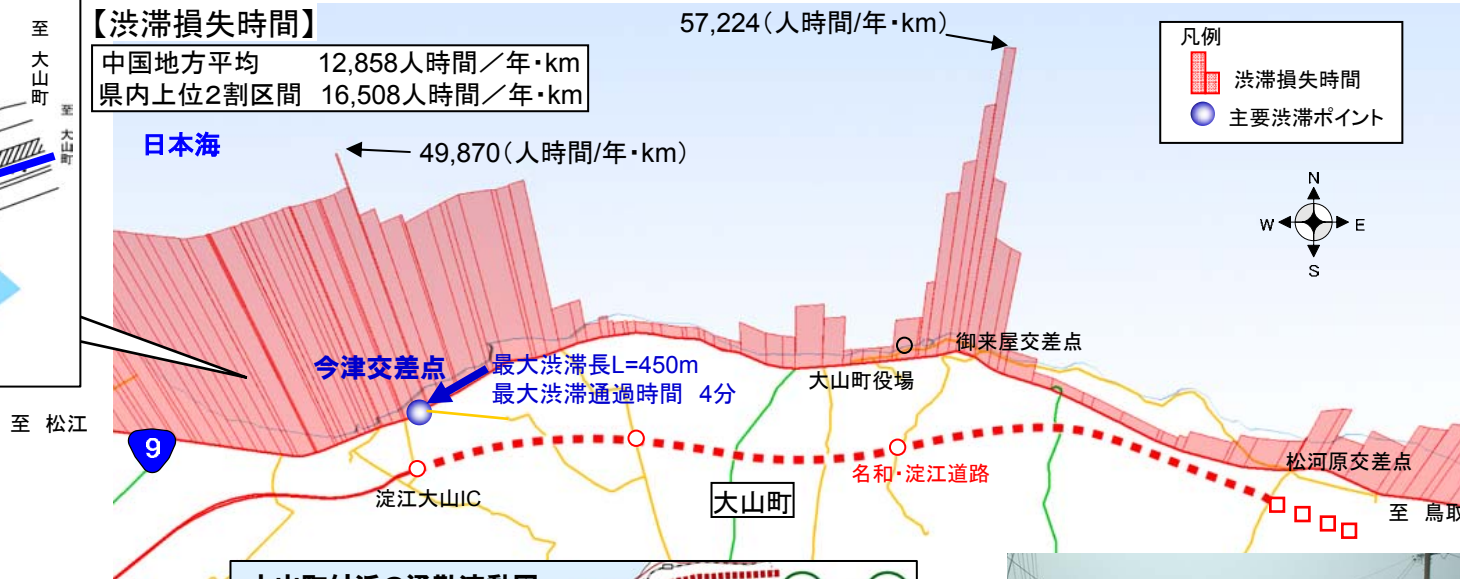 至 大山町
至 大山町
【渋滞損失時間】
中国地方平均 12,858人時間／年・km
県内上位2割区間 16,508人時間／年・km
57,224（人時間/年・km）
凡例
渋滞損失時間
主要渋滞ポイント
日本海
49,870（人時間/年・km）
N
W E
S
御来屋交差点
今津交差点
最大渋滞長L=450m
最大渋滞通過時間 4分
大山町役場
至 松江
9
松河原交差点
名和・淀江道路
淀江大山IC
大山町
至 鳥取